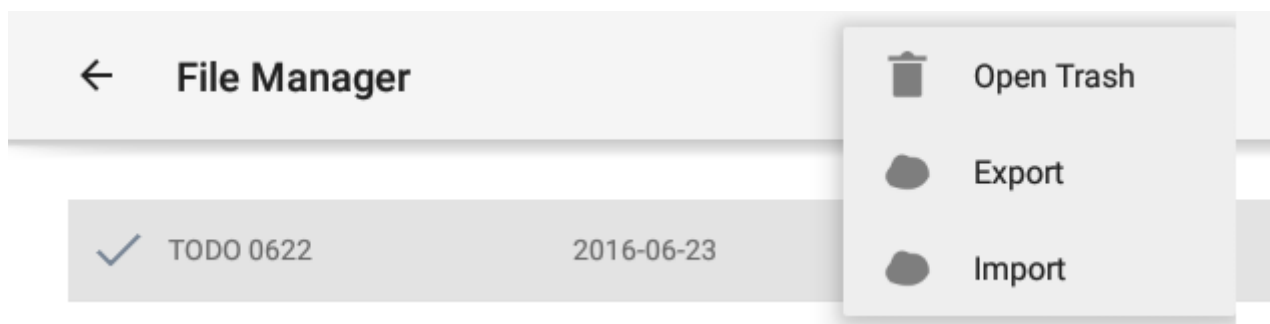 File Manager
Open Trash
Export
TODO 0622 2016-06-23
Import